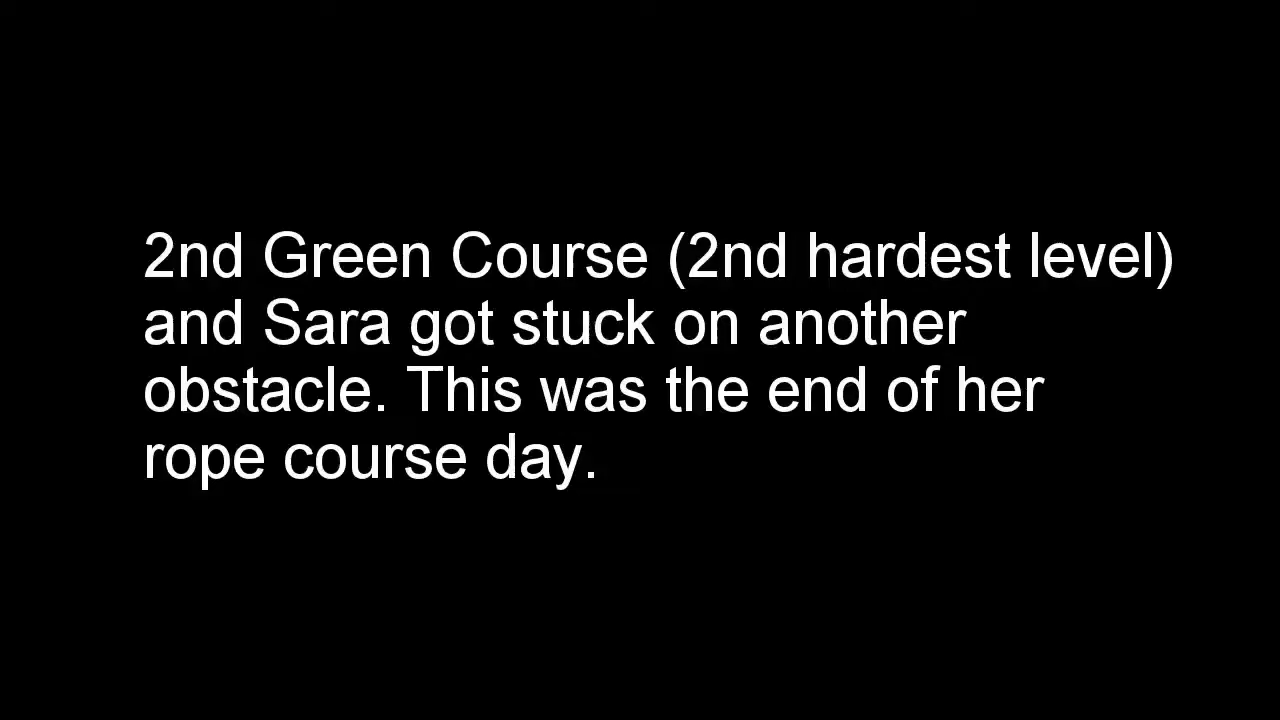 2nd Green Course (2nd hardest level)
and Sara got stuck on another
obstacle. This was the end of her
rope course day.